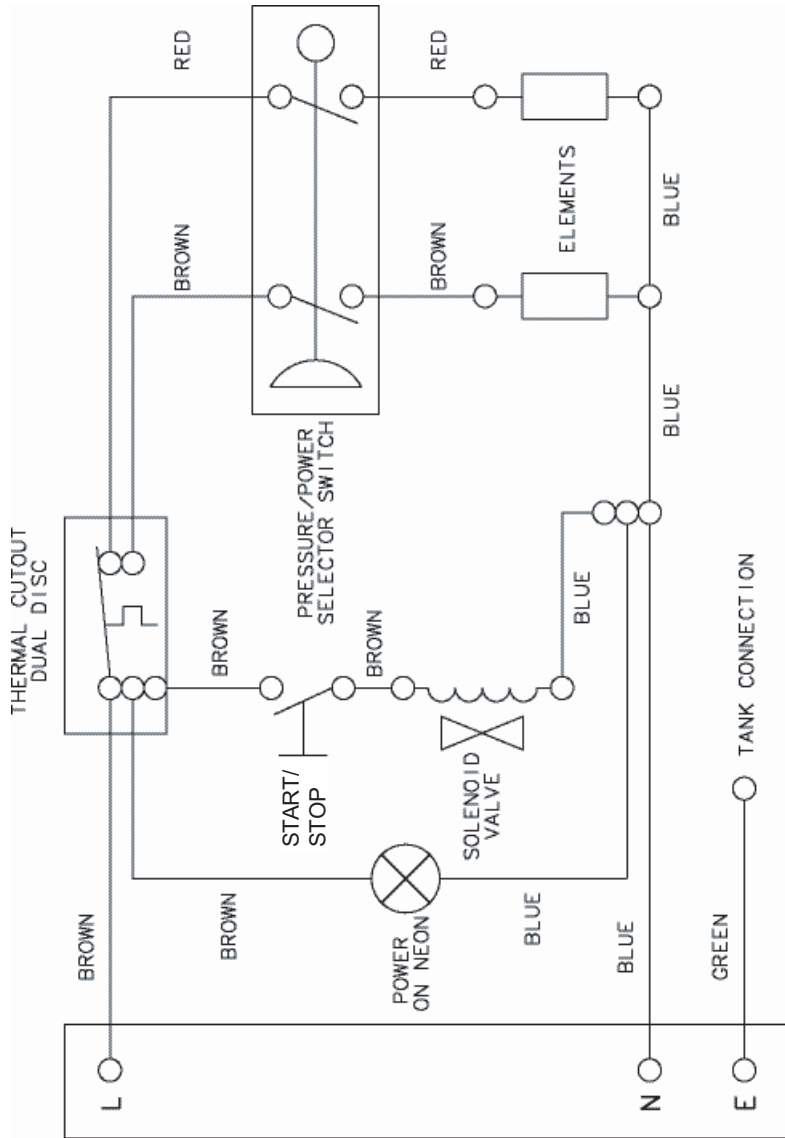 THERMAL CUTOUT
DUAL DISC
RED
RED
BROWN
BROWN
ELEMENTS
BLUE
BLUE
PRESSURE/POWER
SELECTOR SWITCH
BROWN
BROWN
BLUE
START/
STOP
SOLENOID
VALVE
TANK CONNECTION
BROWN
BROWN
POWER
ON NEON
BLUE
BLUE
GREEN
L
N
E